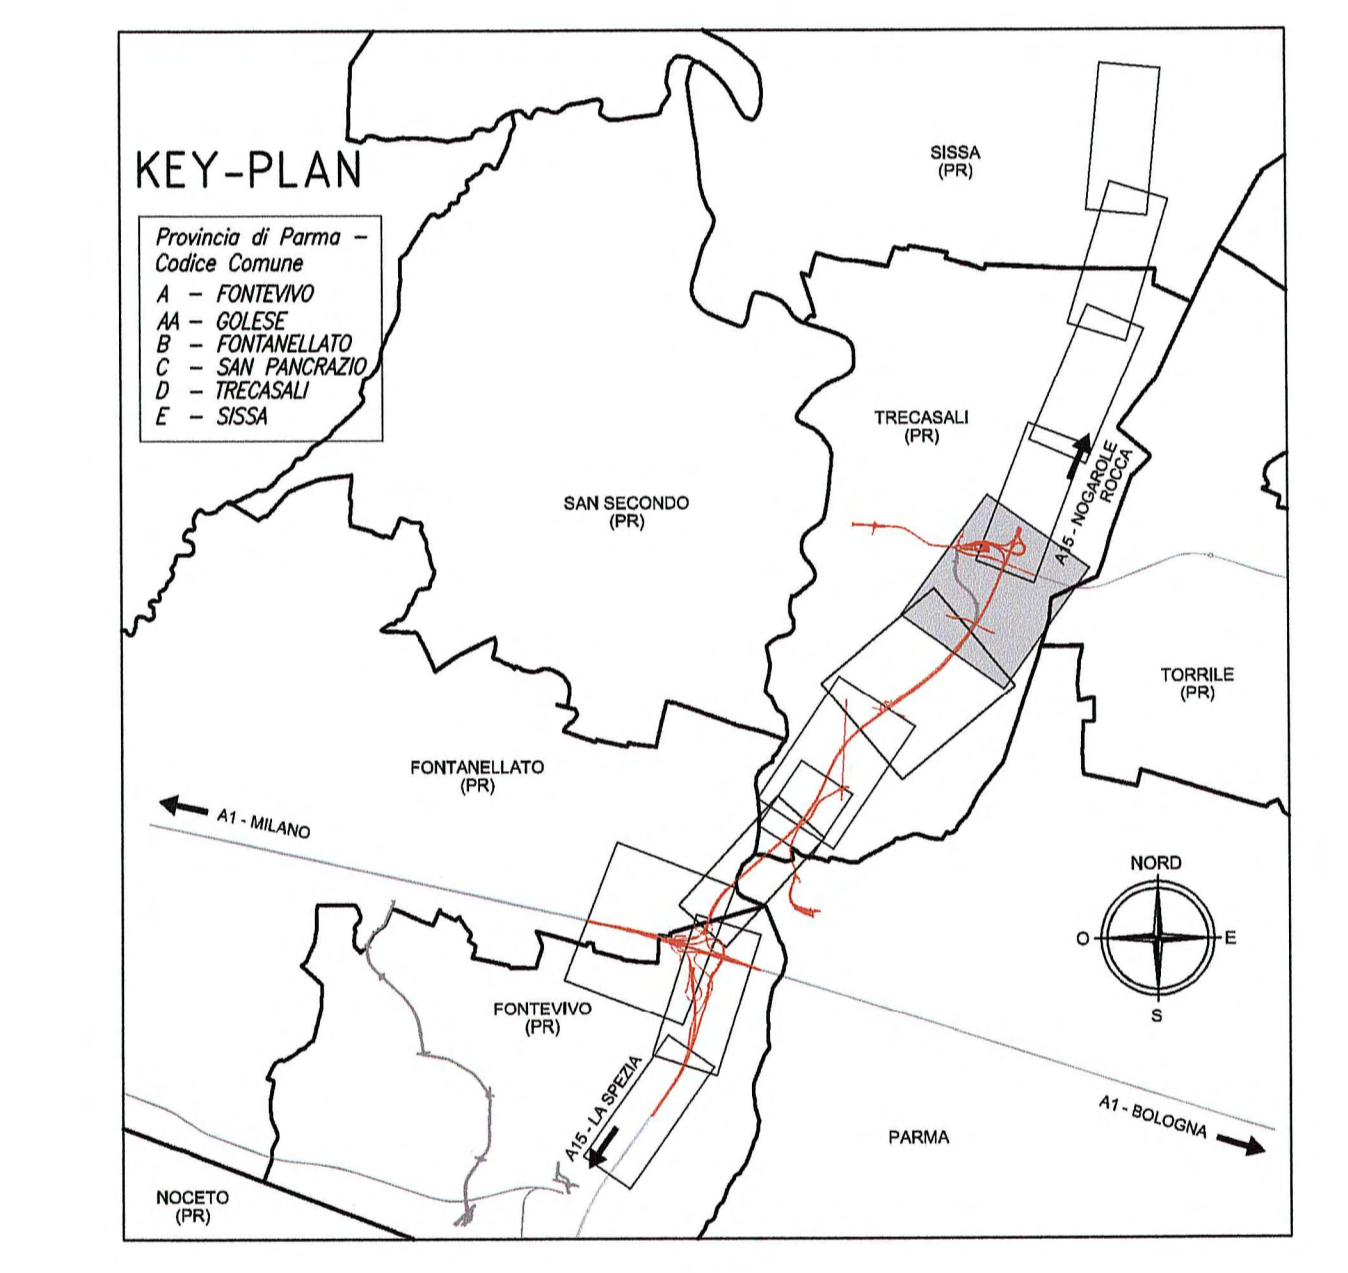 KEY-PLAN
Provincia di Parma -
Codice Comune
A - FONTEVIVO
AA - GOLESE
B - FONTANELLATO
C - SAN PANCRAZIO
D - TRECASALI
E - SISSA
SISSA
(PR)
TRECASALI
(PR)
A15 - NOGAROLE
ROCCA
SAN SECONDO
(PR)
TORRILE
(PR)
FONTANELLATO
(PR)
A1 - MILANO
NORD
O
E
S
FONTEVIVO
(PR)
A15 - LA SPEZIA
A1 - BOLOGNA
PARMA
NOCETO
(PR)